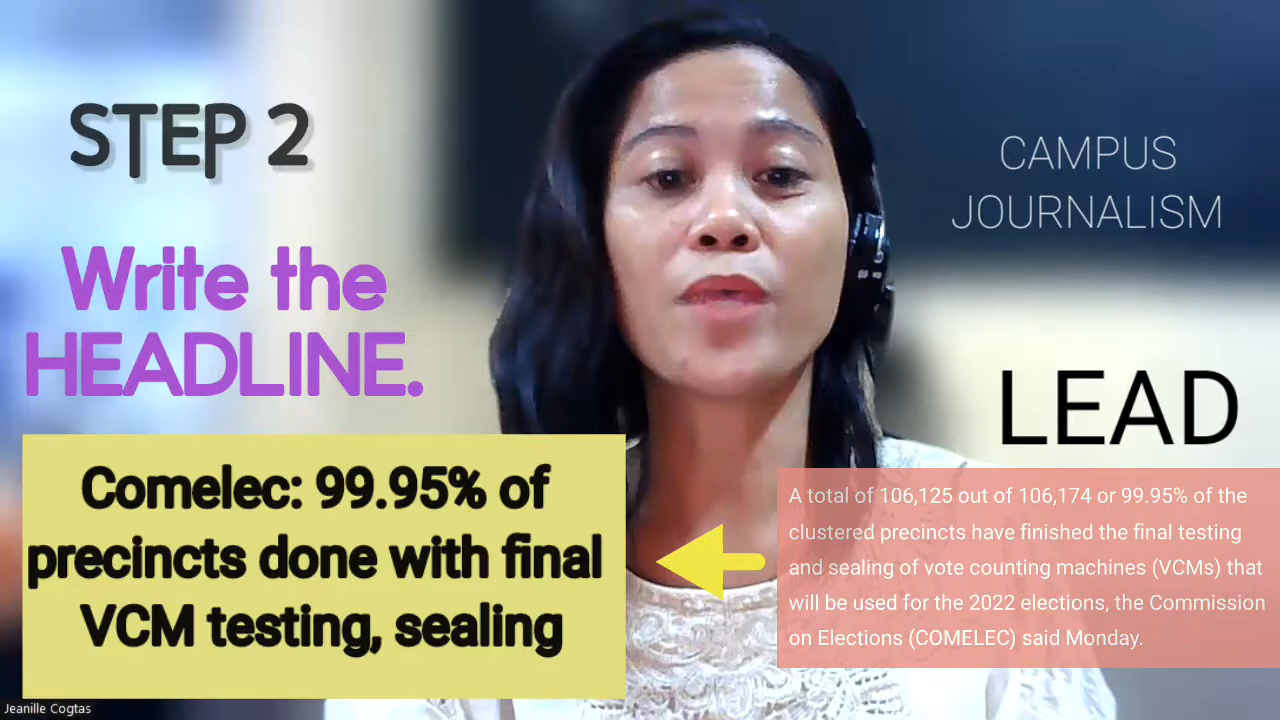 STEP 2
Write the
HEADLINE.
Comelec: 99.95% of
precincts done with final
VCM testing, sealing
CAMPUS
JOURNALISM
LEAD
A total of 106,125 out of 106,174 or 99.95% of the
clustered precincts have finished the final testing
and sealing of vote counting machines (VCMs) that
will be used for the 2022 elections, the Commission
on Elections (COMELEC) said Monday.
Jeanille Cogtas